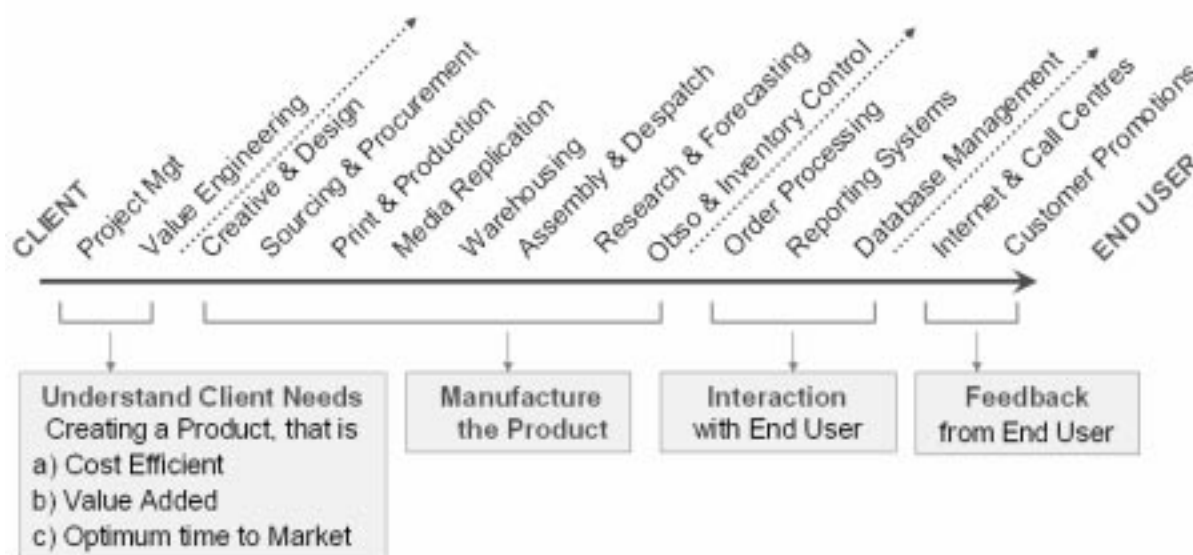 CLIENT
Project Mgt
Value Engineering
Creative & Design
Sourcing & Procurement
Print & Production
Media Replication
Warehousing
Assembly & Despatch
Research & Forecasting
Obso & Inventory Control
Order Processing
Reporting Systems
Database Management
Internet & Call Centres
Customer Promotions
END USER
Understand Client Needs
Creating a Product, that is
a) Cost Efficient
b) Value Added
c) Optimum time to Market
Manufacture
the Product
Interaction
with End User
Feedback
from End User